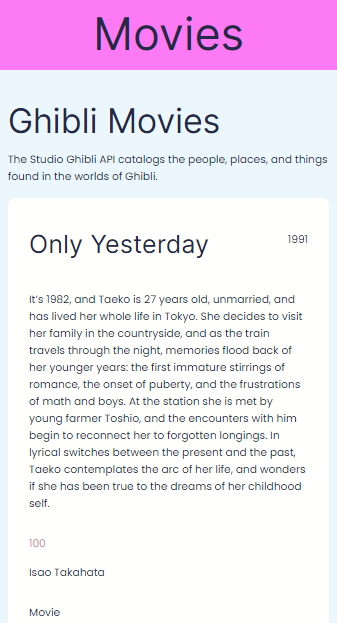 Movies
Ghibli Movies
The Studio Ghibli API catalogs the people, places, and things
found in the worlds of Ghibli.
Only Yesterday
1991
It's 1982, and Taeko is 27 years old, unmarried, and
has lived her whole life in Tokyo. She decides to visit
her family in the countryside, and as the train
travels through the night, memories flood back of
her younger years: the first immature stirrings of
romance, the onset of puberty, and the frustrations
of math and boys. At the station she is met by
young farmer Toshio, and the encounters with him
begin to reconnect her to forgotten longings. In
lyrical switches between the present and the past,
Taeko contemplates the arc of her life, and wonders
if she has been true to the dreams of her childhood
self.
100
Isao Takahata
Movie